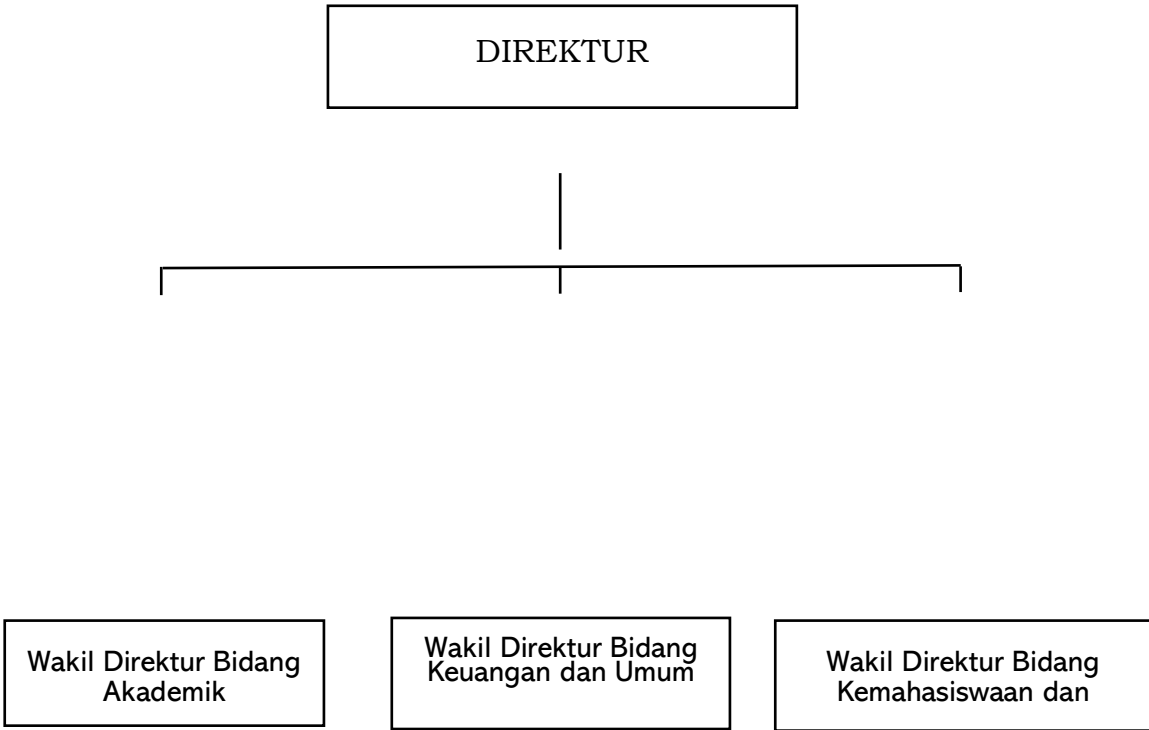 DIREKTUR
Wakil Direktur Bidang
Akademik
Wakil Direktur Bidang
Keuangan dan Umum
Wakil Direktur Bidang
Kemahasiswaan dan